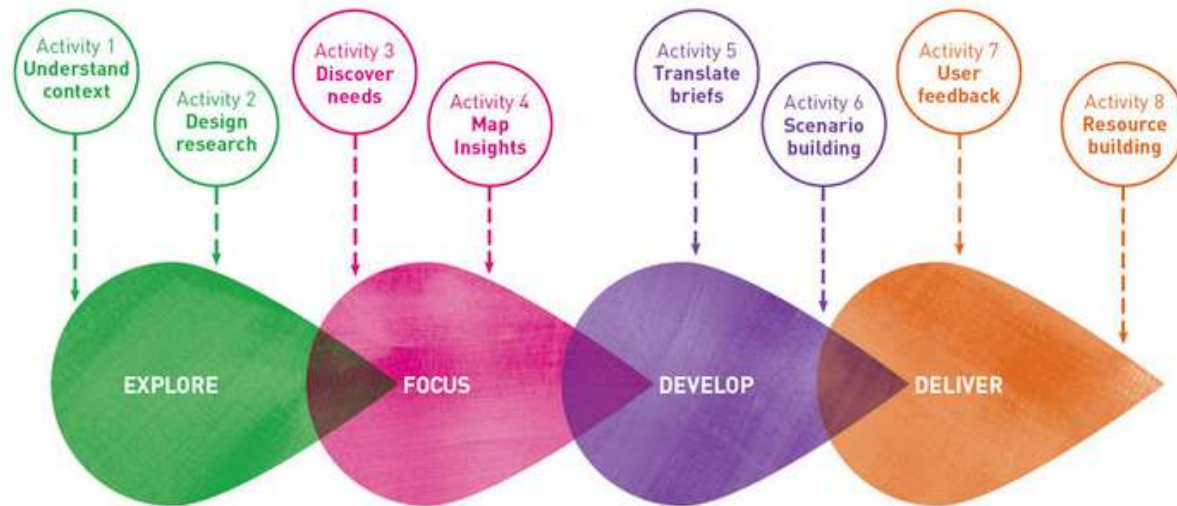 Activity 1
Understand
context
Activity 2
Design
research
Activity 3
Discover
needs
Activity 4
Map
Insights
Activity 5
Translate
briefs
Activity 6
Scenario
building
Activity 7
User
feedback
Activity 8
Resource
building
EXPLORE
FOCUS
DEVELOP
DELIVER